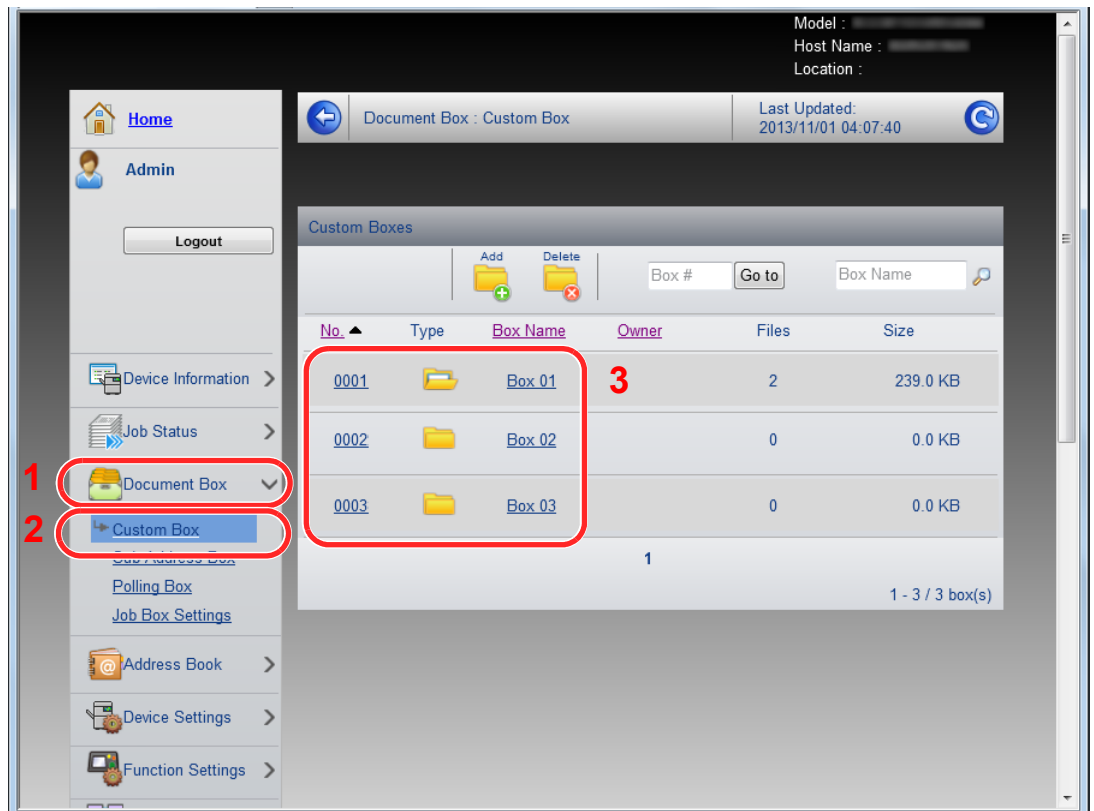 Model :
Host Name :
Location :
Home
Document Box : Custom Box
Last Updated:
2013/11/01 04:07:40
Admin
Logout
Custom Boxes
Add Delete
Box # Go to Box Name
No. Type Box Name Owner Files Size
0001 Box 01 3 2 239.0 KB
0002 Box 02 0 0.0 KB
0003 Box 03 0 0.0 KB
1
1 - 3 / 3 box(s)
Device Information
Job Status
1 Document Box
2 Custom Box
Sub Address Box
Polling Box
Job Box Settings
Address Book
Device Settings
Function Settings